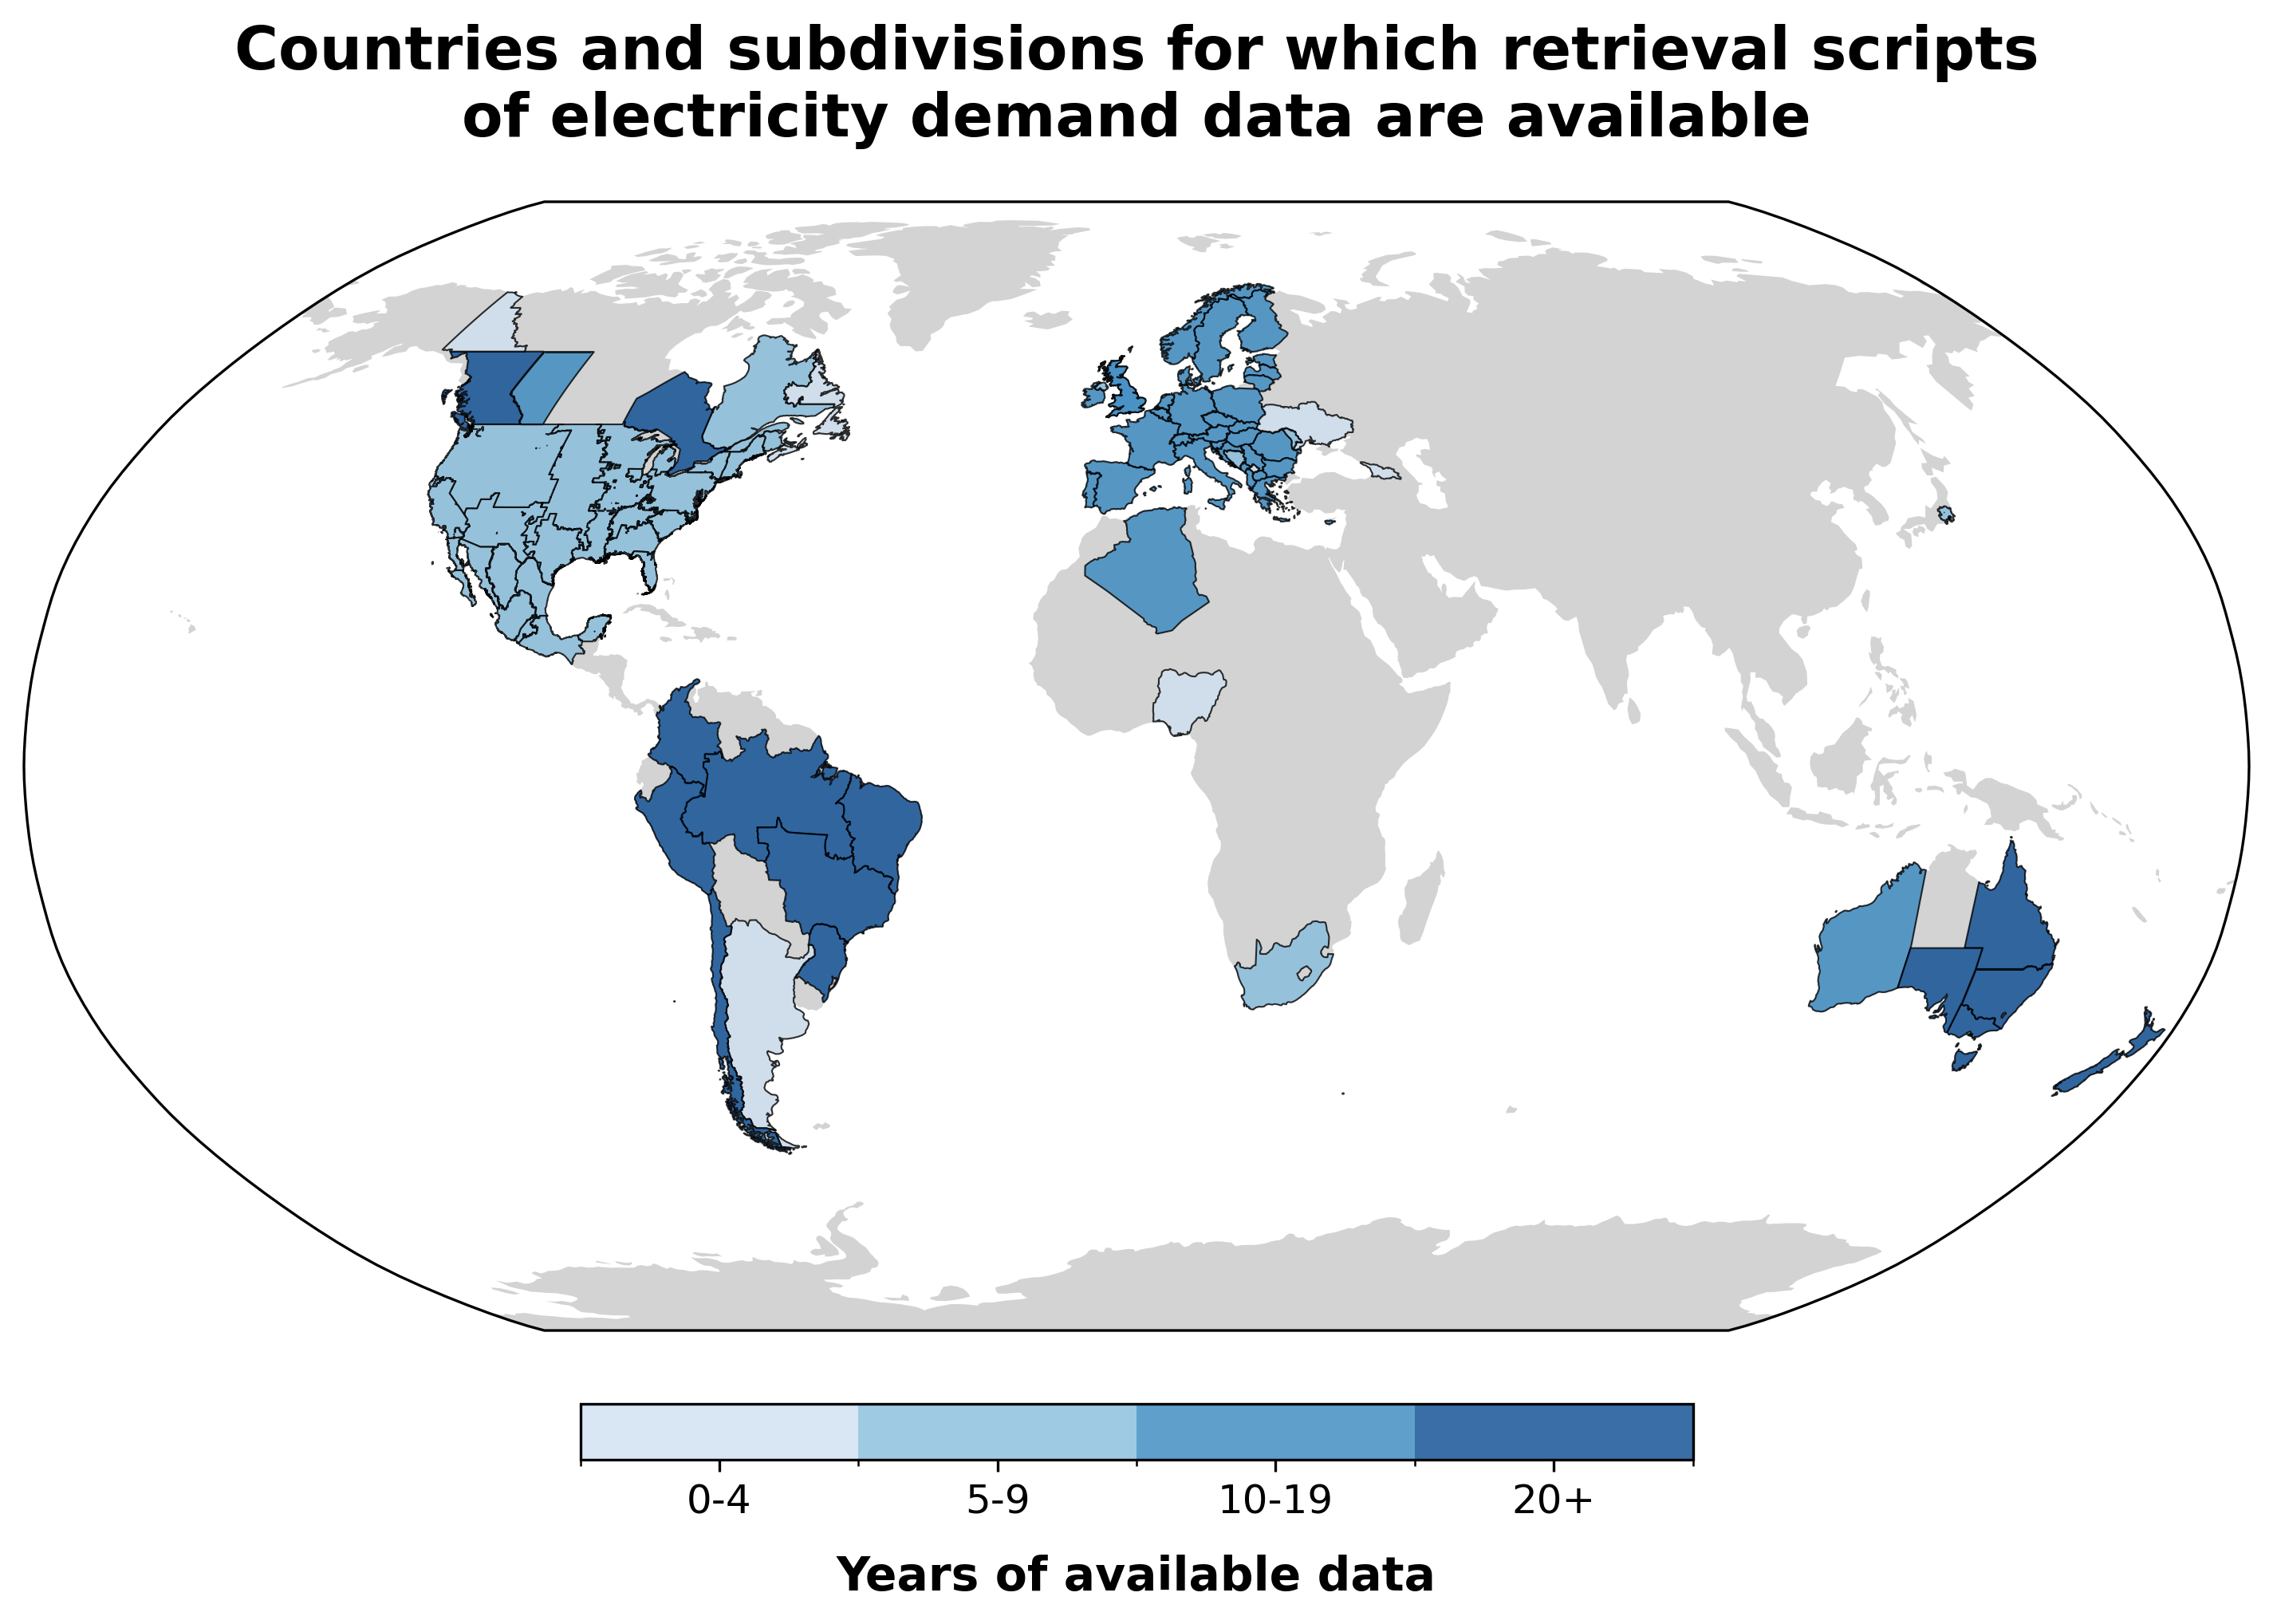 Countries and subdivisions for which retrieval scripts
of electricity demand data are available
0-4
5-9
10-19
20+
Years of available data